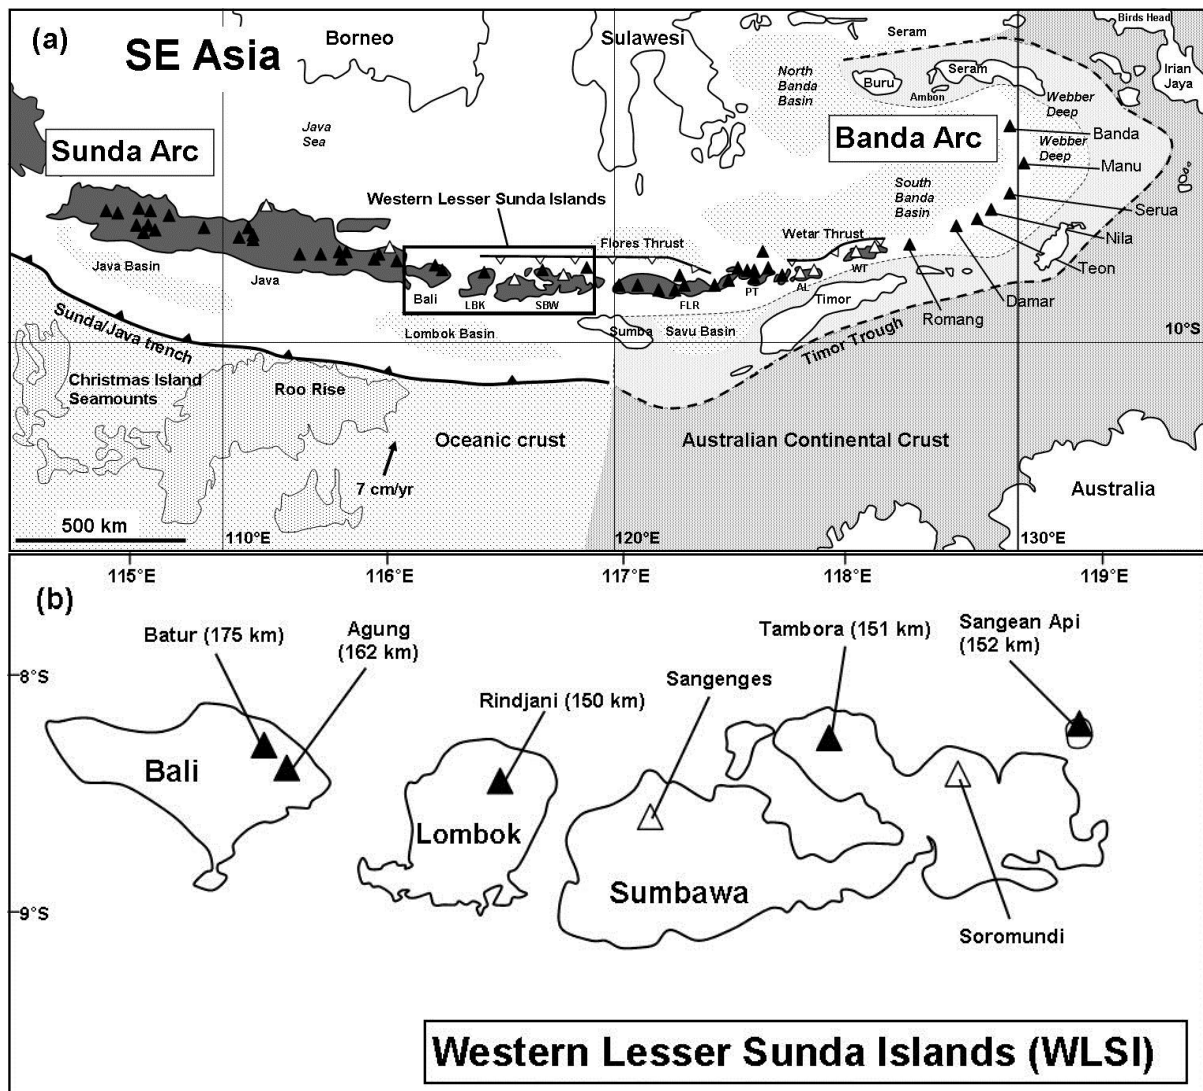 (a)
SE Asia
Borneo
Sulawesi
Seram
Birds Head
North
Banda
Basin
Buru
Seram
Ambon
Irian
Jaya
Webber
Deep
Java
Sea
Sunda Arc
Banda Arc
Webber
Deep
Banda
Manu
Western Lesser Sunda Islands
South
Banda
Basin
Serua
Flores Thrust
Wetar Thrust
Nila
Java Basin
Java
Bali
LBK
SBW
FLR
PT
AL
WT
Teon
Timor
Damar
Sunda/Java trench
Lombok Basin
Sumba
Savu Basin
Romang
10°S
Timor Trough
Christmas Island
Seamounts
Roo Rise
Oceanic crust
Australian Continental Crust
7 cm/yr
Australia
500 km
110°E
120°E
130°E
115°E
116°E
117°E
118°E
119°E
(b)
Batur (175 km)
Agung
(162 km)
Tambora (151 km)
Sangean Api
(152 km)
8°S
Rindjani (150 km)
Sangenges
Bali
Lombok
Sumbawa
9°S
Soromundi
Western Lesser Sunda Islands (WLSI)